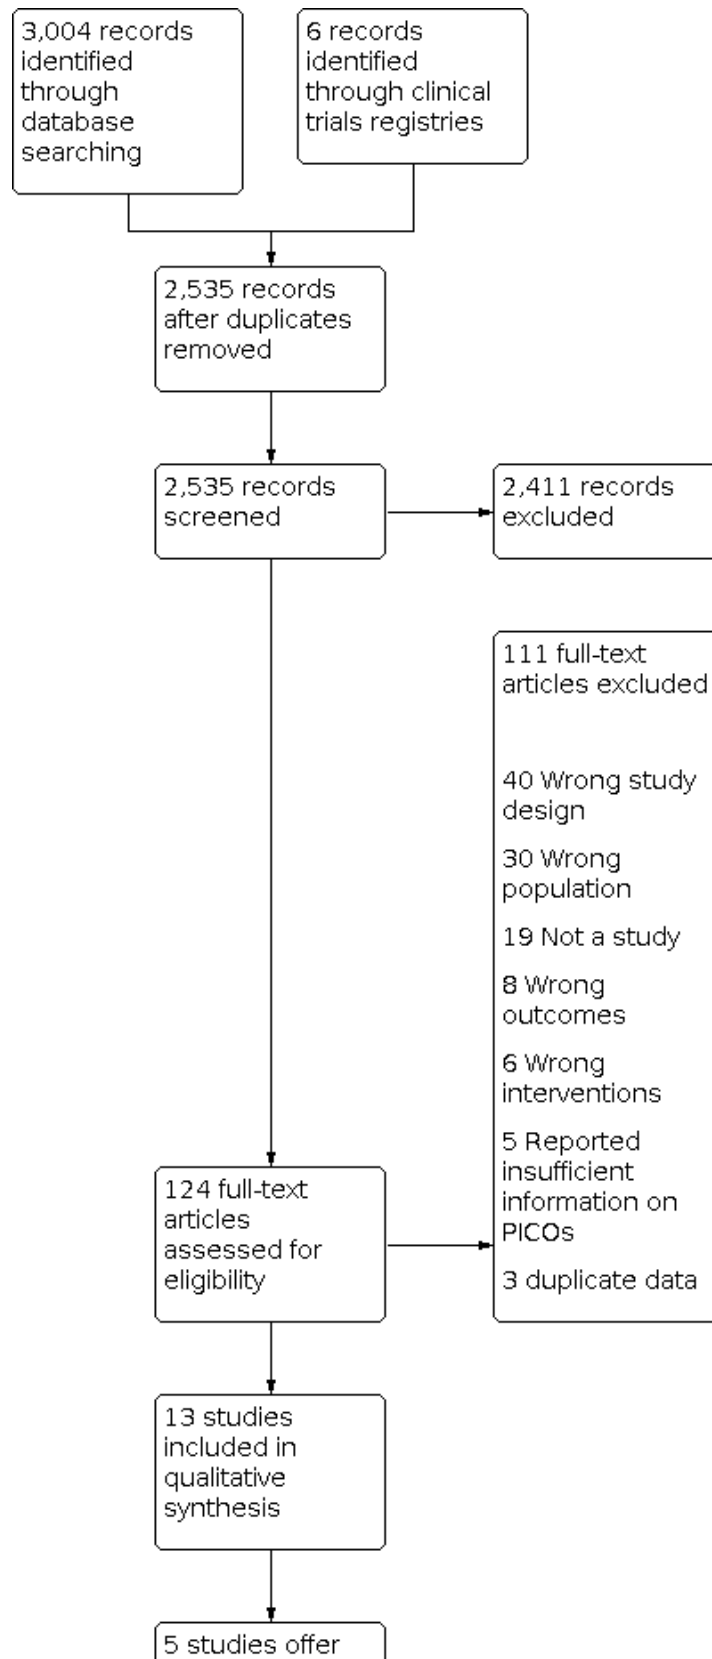 3,004 records
identified
through
database
searching
6 records
identified
through clinical
trials registries
2,535 records
after duplicates
removed
2,535 records
screened
2,411 records
excluded
111 full-text
articles excluded
40 Wrong study
design
30 Wrong
population
19 Not a study
8 Wrong
outcomes
6 Wrong
interventions
5 Reported
insufficient
information on
PICOs
3 duplicate data
124 full-text
articles
assessed for
eligibility
13 studies
included in
qualitative
synthesis
5 studies offer